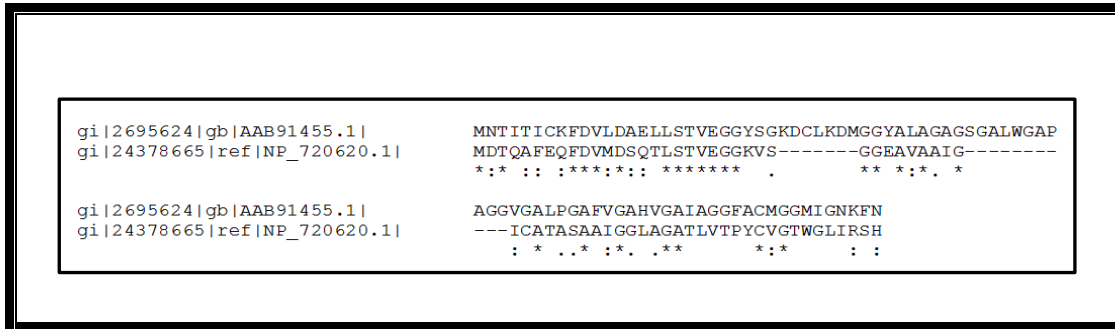 gi|2695624|gb|AAB91455.1| MNTITICKFDVLDAELLSTVEGGYSGKDCLKDMGGYALAGAGSGALWGAP
gi|24378665|ref|NP_720620.1| MDTQAFEQFDVMDSQTLSTVEGGKVS-------GGEAVAAIG--------
*:* :: :***:*:: ******* . ** *:*. *
gi|2695624|gb|AAB91455.1| AGGVGALPGAFVGAHVGAIAGGFACMGGMIGNKFN
gi|24378665|ref|NP_720620.1| ---ICATASAAIGGLAGATLVTPYCVGTWGLIRSH
: * ..* :*. .** *:* : :